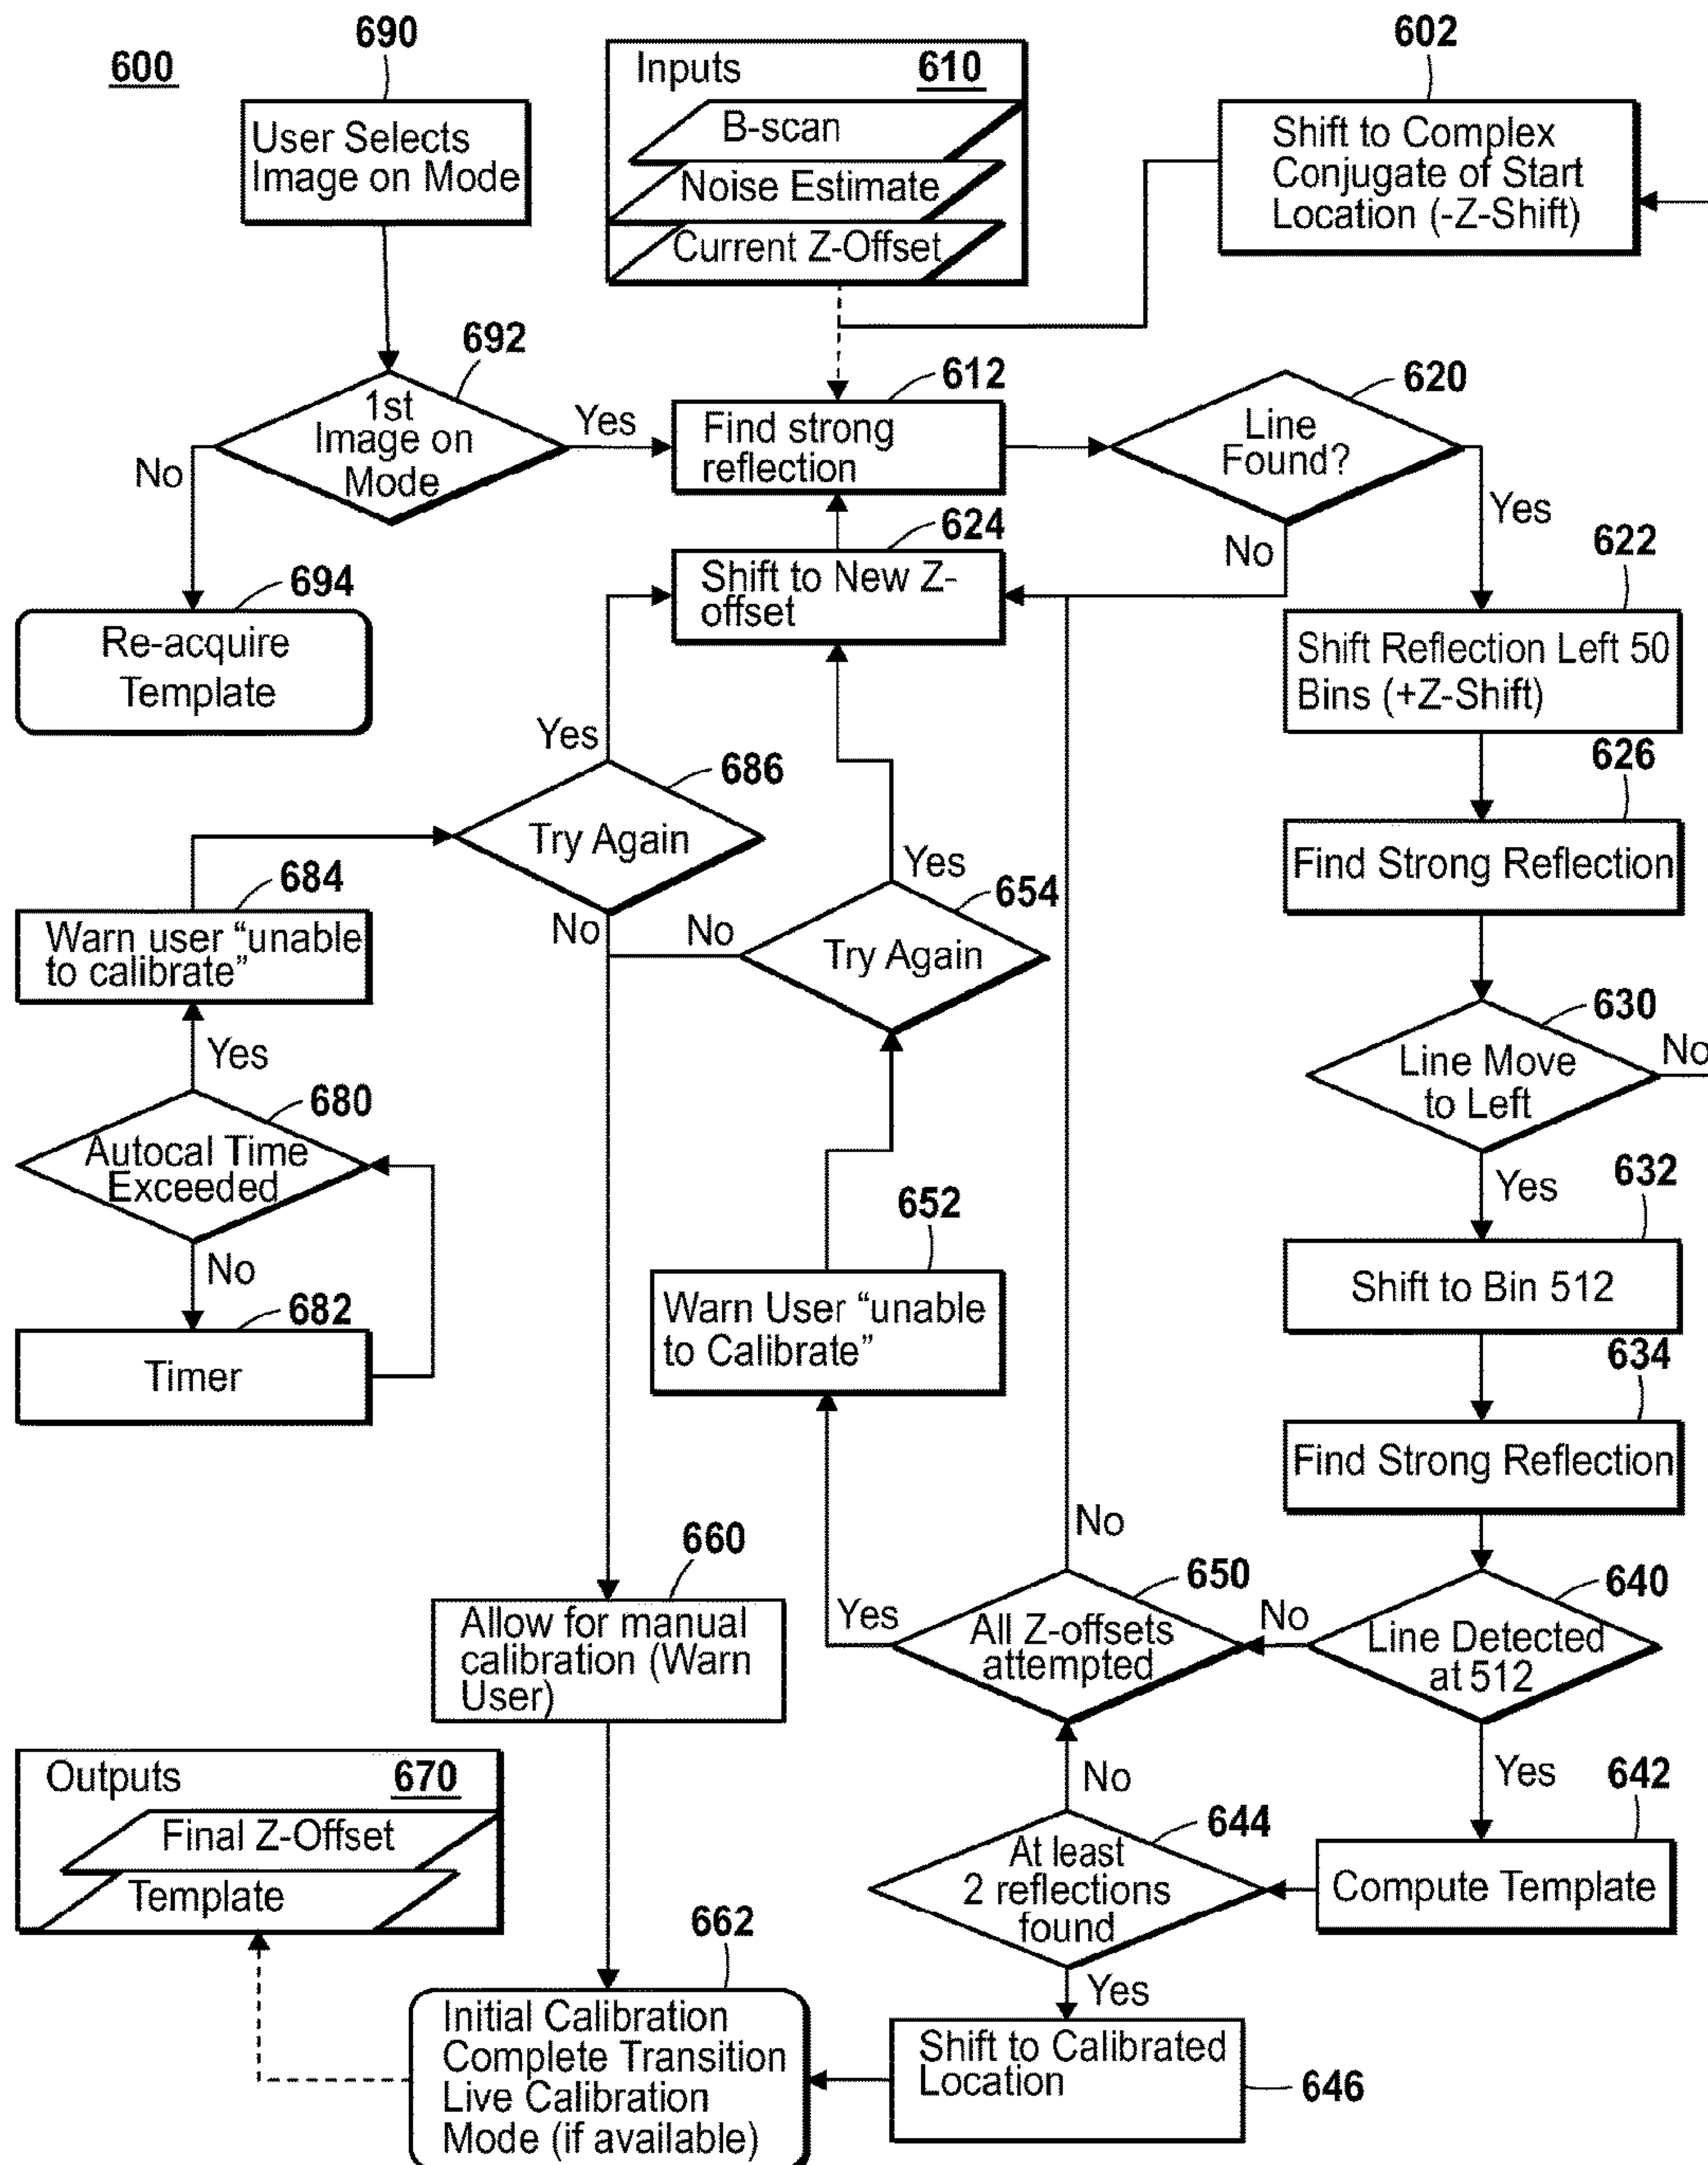 600
690
User Selects
Image on Mode
Inputs 610
B-scan
Noise Estimate
Current Z-Offset
602
Shift to Complex
Conjugate of Start
Location (-Z-Shift)
692
1st
Image on
Mode
Yes
No
612
Find strong
reflection
620
Line
Found?
Yes
No
694
Re-acquire
Template
624
Shift to New Z-
offset
622
Shift Reflection Left 50
Bins (+Z-Shift)
626
Find Strong Reflection
Yes
686
Try Again
No
684
Warn user “unable
to calibrate”
Yes
654
Try Again
No
630
Line Move
to Left
No
Yes
Yes
680
Autocal Time
Exceeded
No
682
Timer
652
Warn User “unable
to Calibrate”
632
Shift to Bin 512
634
Find Strong Reflection
660
Allow for manual
calibration (Warn
User)
No
650
All Z-offsets
attempted
Yes
640
Line Detected
at 512
No
Yes
Outputs 670
Final Z-Offset
Template
No
644
At least
2 reflections
found
Yes
642
Compute Template
662
Initial Calibration
Complete Transition
Live Calibration
Mode (if available)
Shift to Calibrated
Location
646